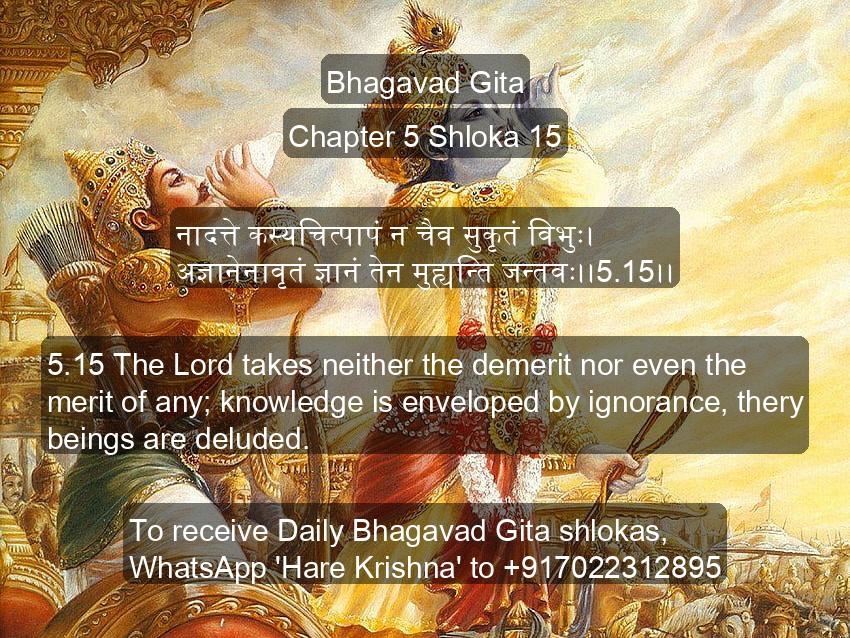 Bhagavad Gita
Chapter 5 Shloka 15
नादत्ते कस्यचित्पापं न चैव सुकृतं विभुः।
अज्ञानेनावृतं ज्ञानं तेन मुह्यन्ति जन्तवः।।5.15।।
5.15 The Lord takes neither the demerit nor even the
merit of any; knowledge is enveloped by ignorance, thery
beings are deluded.
To receive Daily Bhagavad Gita shlokas,
WhatsApp 'Hare Krishna' to +917022312895